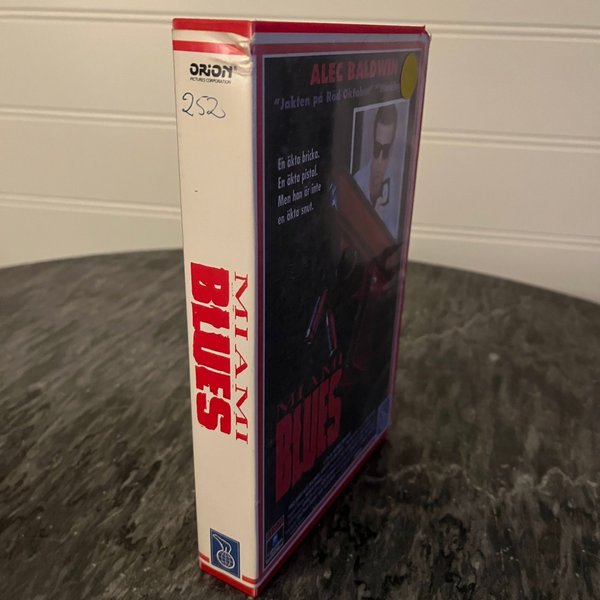 ORION
PICTURES CORPORATION
252
MIAMI
BLUES
ALEC BALDWIN
"Jakten på Röd Oktober"
En äkta bricka.
En äkta pistol.
Men han är inte
en äkta snut.
MIAMI
BLUES